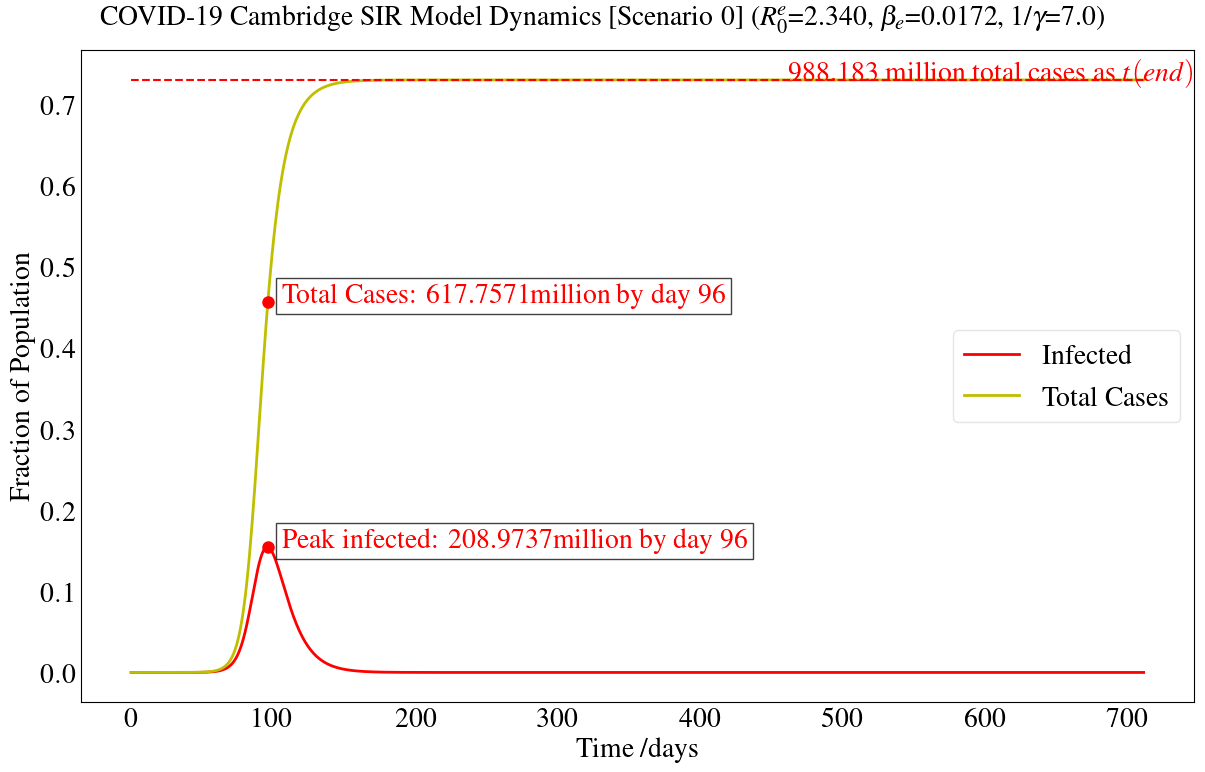 COVID-19 Cambridge SIR Model Dynamics [Scenario 0] (R₀ᵉ=2.340, βₑ=0.0172, 1/γ=7.0)
988.183 million total cases as t(end)
0.7
0.6
0.5
Total Cases: 617.7571million by day 96
0.4
Infected
Total Cases
0.3
0.2
Peak infected: 208.9737million by day 96
0.1
0.0
Fraction of Population
0 100 200 300 400 500 600 700
Time /days